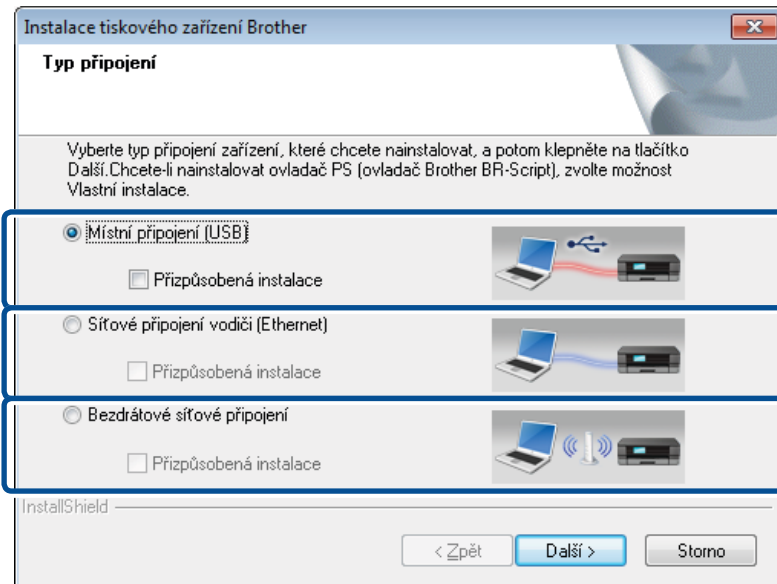 Instalace tiskového zařízení Brother
Typ připojení
Vyberte typ připojení zařízení, které chcete nainstalovat, a potom klepněte na tlačítko
Další.Chcete-li nainstalovat ovladač PS (ovladač Brother BR-Script), zvolte možnost
Vlastní instalace.
Místní připojení (USB)
Přizpůsobená instalace
Síťové připojení vodiči (Ethernet)
Přizpůsobená instalace
Bezdrátové síťové připojení
Přizpůsobená instalace
InstallShield
< Zpět Další > Storno